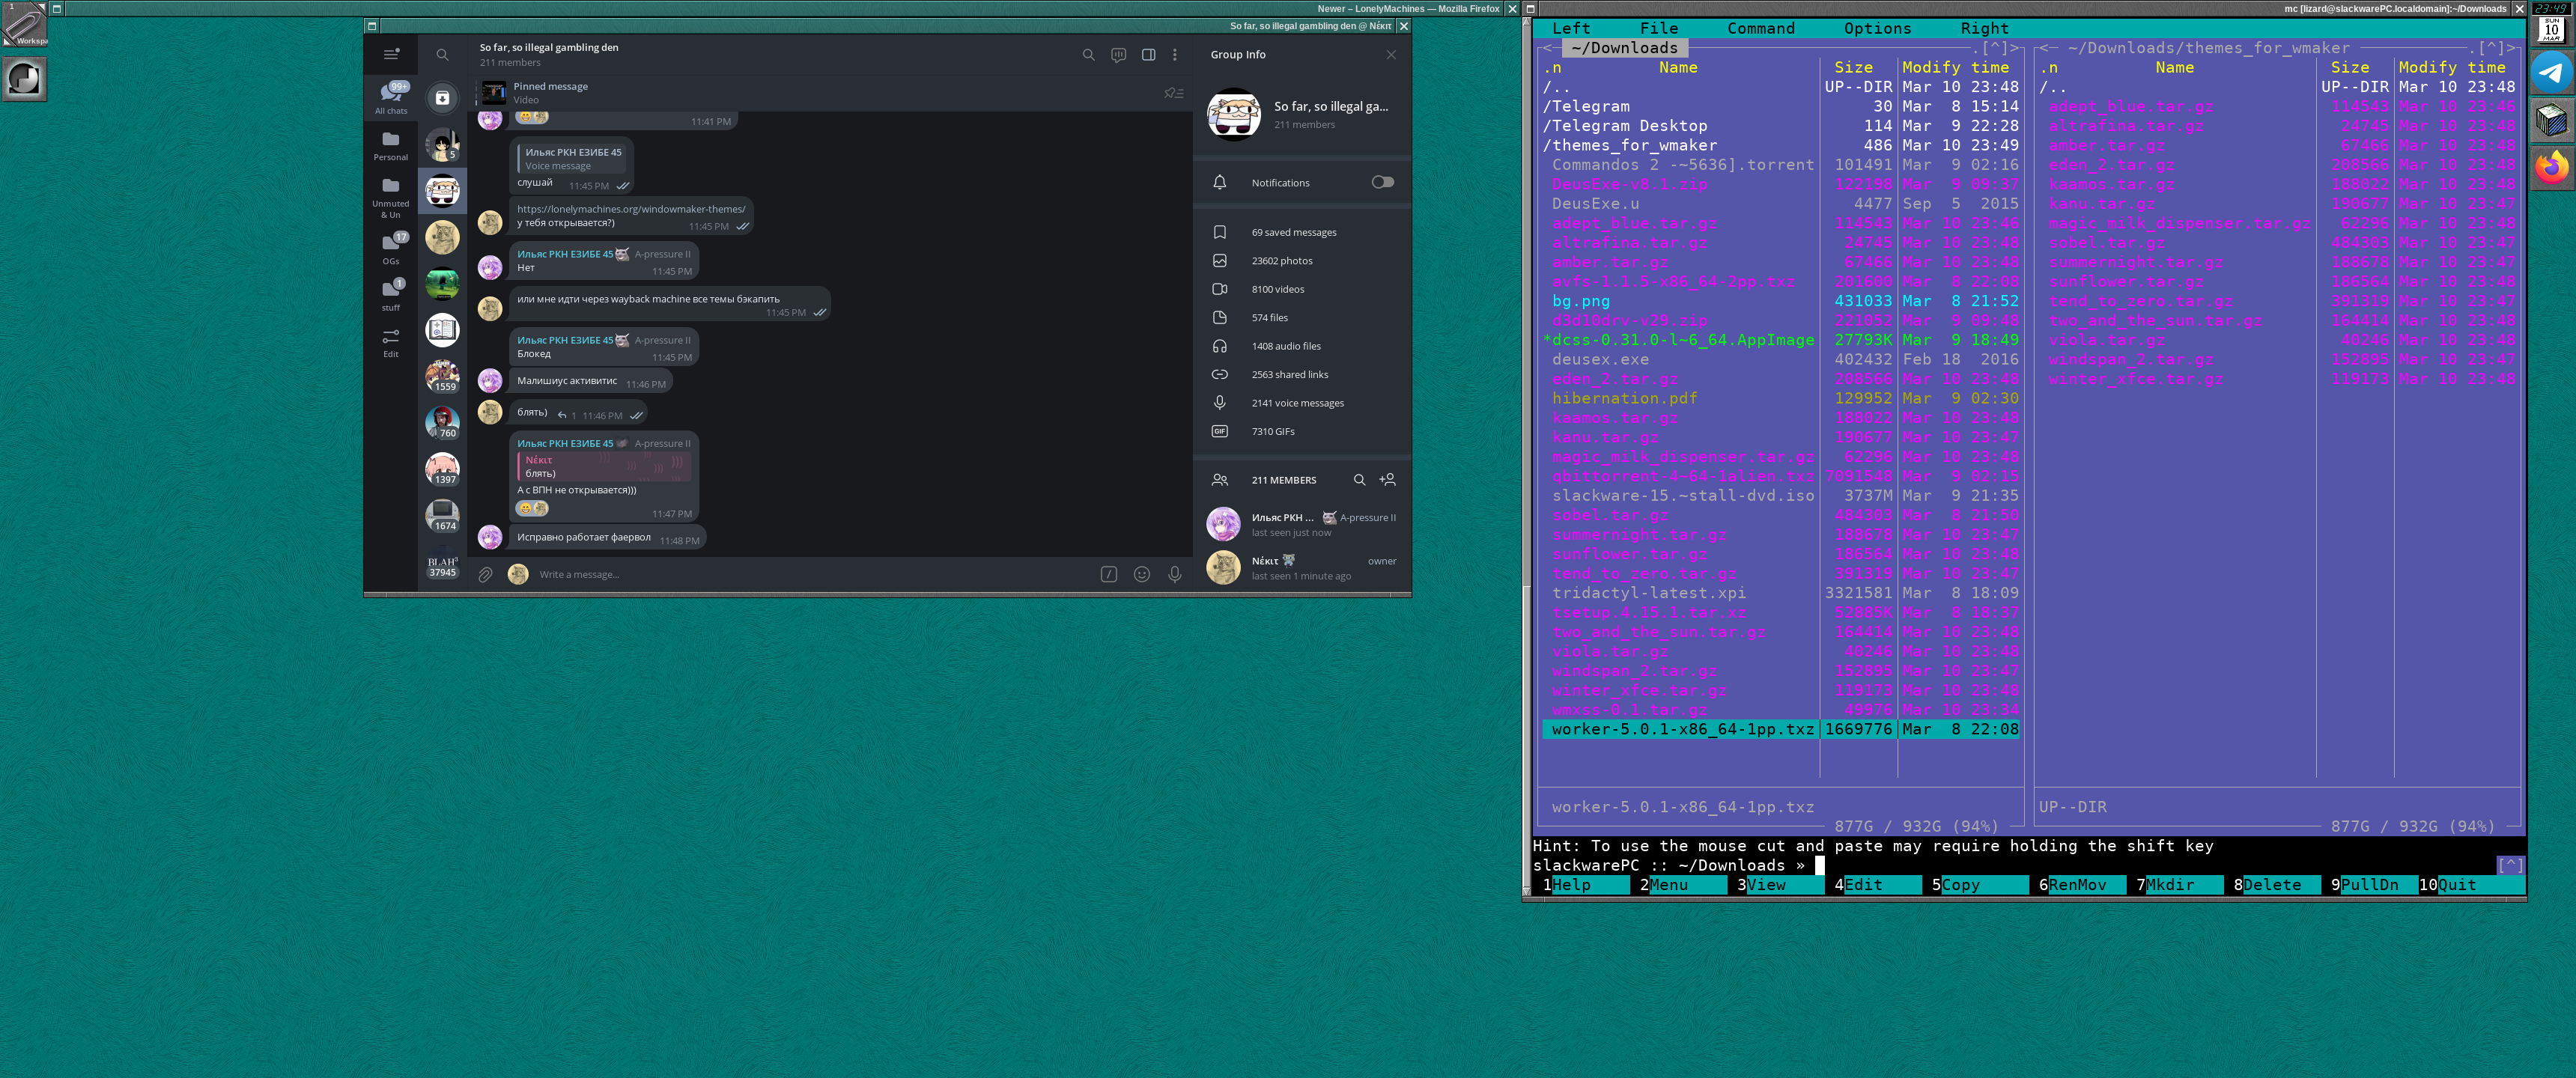 1
Workspa
Newer – LonelyMachines — Mozilla Firefox
So far, so illegal gambling den @ Νέκιτ
So far, so illegal gambling den
211 members
99+
All chats
Personal
Unmuted
& Un
17
OGs
1
stuff
Edit
5
1559
760
1397
1674
BLAH
37945
Pinned message
Video
11:41 PM
Ильяс РКН ЕЗИБЕ 45
Voice message
слушай 11:45 PM
https://lonelymachines.org/windowmaker-themes/
у тебя открывается?) 11:45 PM
Ильяс РКН ЕЗИБЕ 45 A-pressure II
Нет 11:45 PM
или мне идти через wayback machine все темы бэкапить
11:45 PM
Ильяс РКН ЕЗИБЕ 45 A-pressure II
Блокед 11:45 PM
Малишиус активитис 11:46 PM
блять) 1 11:46 PM
Ильяс РКН ЕЗИБЕ 45 A-pressure II
Νέκιτ
блять)
А с ВПН не открывается)))
11:47 PM
Исправно работает фаервол 11:48 PM
Write a message...
Group Info
So far, so illegal ga...
211 members
Notifications
69 saved messages
23602 photos
8100 videos
574 files
1408 audio files
2563 shared links
2141 voice messages
GIF 7310 GIFs
211 MEMBERS
Ильяс РКН ... A-pressure II
last seen just now
Νέκιτ owner
last seen 1 minute ago
mc [lizard@slackwarePC.localdomain]:~/Downloads
Left File Command Options Right
<─ ~/Downloads .[^]>
.n Name Size Modify time
/.. UP--DIR Mar 10 23:48
/Telegram 30 Mar 8 15:14
/Telegram Desktop 114 Mar 9 22:28
/themes_for_wmaker 486 Mar 10 23:49
Commandos 2 -~5636].torrent 101491 Mar 9 02:16
DeusExe-v8.1.zip 122198 Mar 9 09:37
DeusExe.u 4477 Sep 5 2015
adept_blue.tar.gz 114543 Mar 10 23:46
altrafina.tar.gz 24745 Mar 10 23:48
amber.tar.gz 67466 Mar 10 23:48
avfs-1.1.5-x86_64-2pp.txz 201680 Mar 8 22:08
bg.png 431033 Mar 8 21:52
d3d10drv-v29.zip 221052 Mar 9 09:48
*dcss-0.31.0-l~6_64.AppImage 27793K Mar 9 18:49
deusex.exe 402432 Feb 18 2016
eden_2.tar.gz 208566 Mar 10 23:48
hibernation.pdf 129952 Mar 9 02:30
kaamos.tar.gz 188022 Mar 10 23:48
kanu.tar.gz 190677 Mar 10 23:47
magic_milk_dispenser.tar.gz 62296 Mar 10 23:48
qbittorrent-4~64-1alien.txz 7091548 Mar 9 02:15
slackware-15.~stall-dvd.iso 3737M Mar 9 21:35
sobel.tar.gz 484303 Mar 8 21:50
summernight.tar.gz 188678 Mar 10 23:47
sunflower.tar.gz 186564 Mar 10 23:48
tend_to_zero.tar.gz 391319 Mar 10 23:47
tridactyl-latest.xpi 3321581 Mar 8 18:09
tsetup.4.15.1.tar.xz 52885K Mar 8 18:37
two_and_the_sun.tar.gz 164414 Mar 10 23:48
viola.tar.gz 40246 Mar 10 23:48
windspan_2.tar.gz 152895 Mar 10 23:47
winter_xfce.tar.gz 119173 Mar 10 23:48
wmxss-0.1.tar.gz 49976 Mar 10 23:34
worker-5.0.1-x86_64-1pp.txz 1669776 Mar 8 22:08
worker-5.0.1-x86_64-1pp.txz
877G / 932G (94%)
<─ ~/Downloads/themes_for_wmaker .[^]>
.n Name Size Modify time
/.. UP--DIR Mar 10 23:48
adept_blue.tar.gz 114543 Mar 10 23:46
altrafina.tar.gz 24745 Mar 10 23:48
amber.tar.gz 67466 Mar 10 23:48
eden_2.tar.gz 208566 Mar 10 23:48
kaamos.tar.gz 188022 Mar 10 23:48
kanu.tar.gz 190677 Mar 10 23:47
magic_milk_dispenser.tar.gz 62296 Mar 10 23:48
sobel.tar.gz 484303 Mar 10 23:47
summernight.tar.gz 188678 Mar 10 23:47
sunflower.tar.gz 186564 Mar 10 23:48
tend_to_zero.tar.gz 391319 Mar 10 23:47
two_and_the_sun.tar.gz 164414 Mar 10 23:48
viola.tar.gz 40246 Mar 10 23:48
windspan_2.tar.gz 152895 Mar 10 23:47
winter_xfce.tar.gz 119173 Mar 10 23:48
UP--DIR
877G / 932G (94%)
Hint: To use the mouse cut and paste may require holding the shift key
slackwarePC :: ~/Downloads » [^]
1Help 2Menu 3View 4Edit 5Copy 6RenMov 7Mkdir 8Delete 9PullDn 10Quit
23:49
SUN
10
MAR